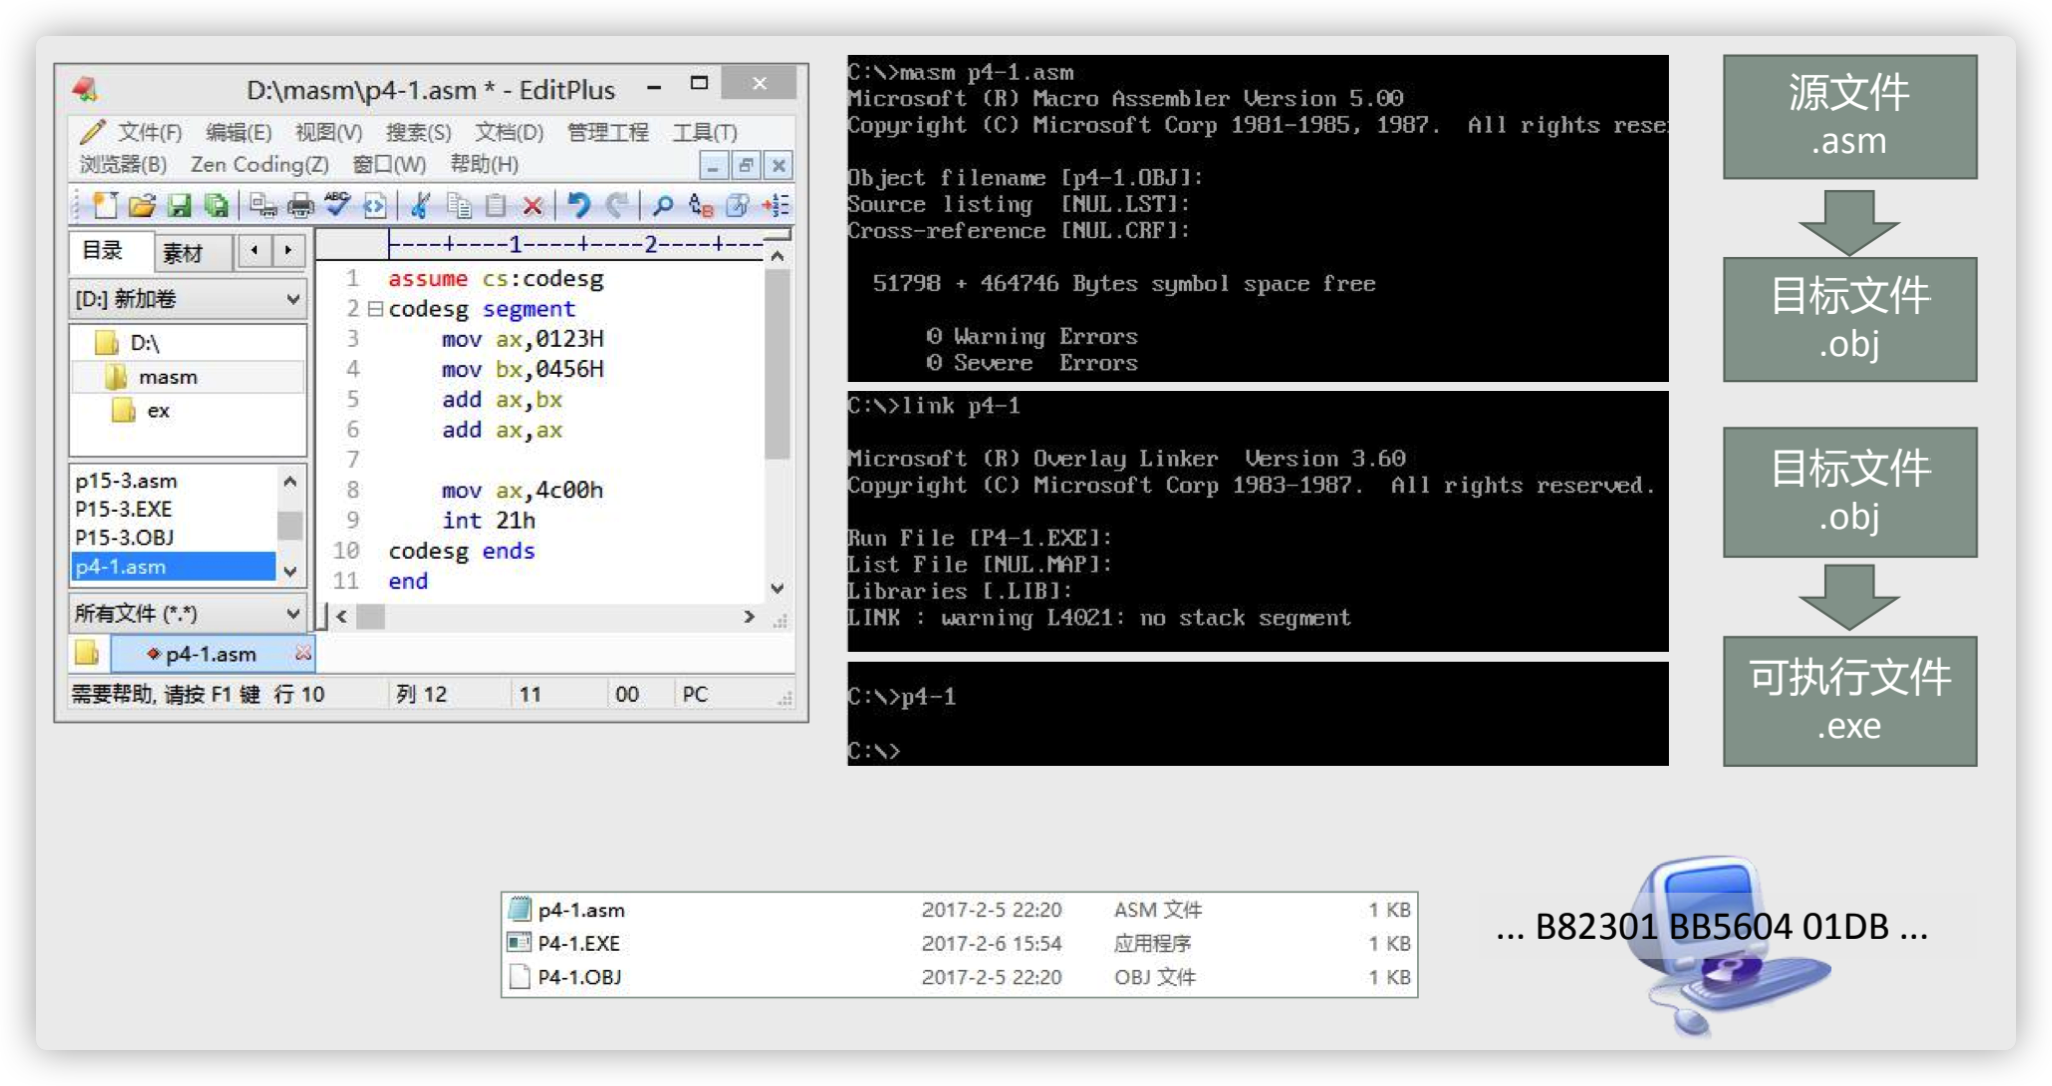 D:\masm\p4-1.asm * - EditPlus
文件(F) 编辑(E) 视图(V) 搜索(S) 文档(D) 管理工程 工具(T)
浏览器(B) Zen Coding(Z) 窗口(W) 帮助(H)
目录 素材
----+----1----+----2----+---
[D:] 新加卷
D:\
masm
ex
p15-3.asm
P15-3.EXE
P15-3.OBJ
p4-1.asm
所有文件 (*.*)
1 assume cs:codesg
2 codesg segment
3 mov ax,0123H
4 mov bx,0456H
5 add ax,bx
6 add ax,ax
7
8 mov ax,4c00h
9 int 21h
10 codesg ends
11 end
p4-1.asm
需要帮助, 请按 F1 键 行 10 列 12 11 00 PC
C:\>masm p4-1.asm
Microsoft (R) Macro Assembler Version 5.00
Copyright (C) Microsoft Corp 1981-1985, 1987. All rights rese
Object filename [p4-1.OBJ]:
Source listing [NUL.LST]:
Cross-reference [NUL.CRF]:
51798 + 464746 Bytes symbol space free
0 Warning Errors
0 Severe Errors
C:\>link p4-1
Microsoft (R) Overlay Linker Version 3.60
Copyright (C) Microsoft Corp 1983-1987. All rights reserved.
Run File [P4-1.EXE]:
List File [NUL.MAP]:
Libraries [.LIB]:
LINK : warning L4021: no stack segment
C:\>p4-1
C:\>
源文件
.asm
目标文件
.obj
目标文件
.obj
可执行文件
.exe
p4-1.asm 2017-2-5 22:20 ASM 文件 1 KB
P4-1.EXE 2017-2-6 15:54 应用程序 1 KB
P4-1.OBJ 2017-2-5 22:20 OBJ 文件 1 KB
... B82301 BB5604 01DB ...